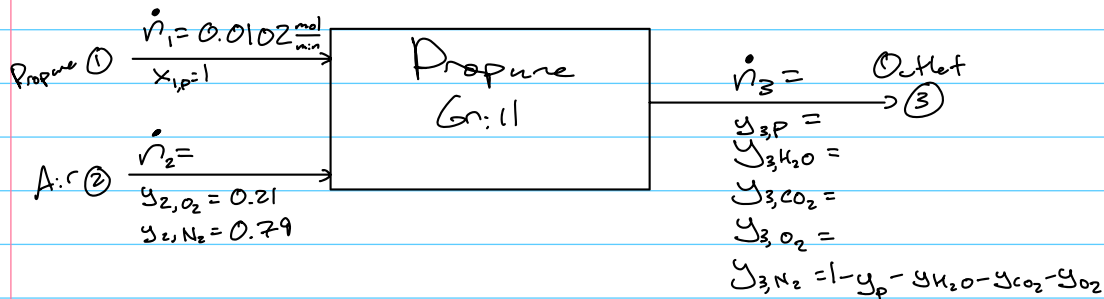 Propane ① ṅ₁ = 0.0102 mol/min
x₁,P=1
Air ② ṅ₂=
y₂,O₂ = 0.21
y₂,N₂ = 0.79
Propane
Grill
Outlet ③
ṅ₃ =
y₃,P =
y₃,H₂O =
y₃,CO₂ =
y₃,O₂ =
y₃,N₂ = 1-yP - yH₂O - yCO₂ - yO₂